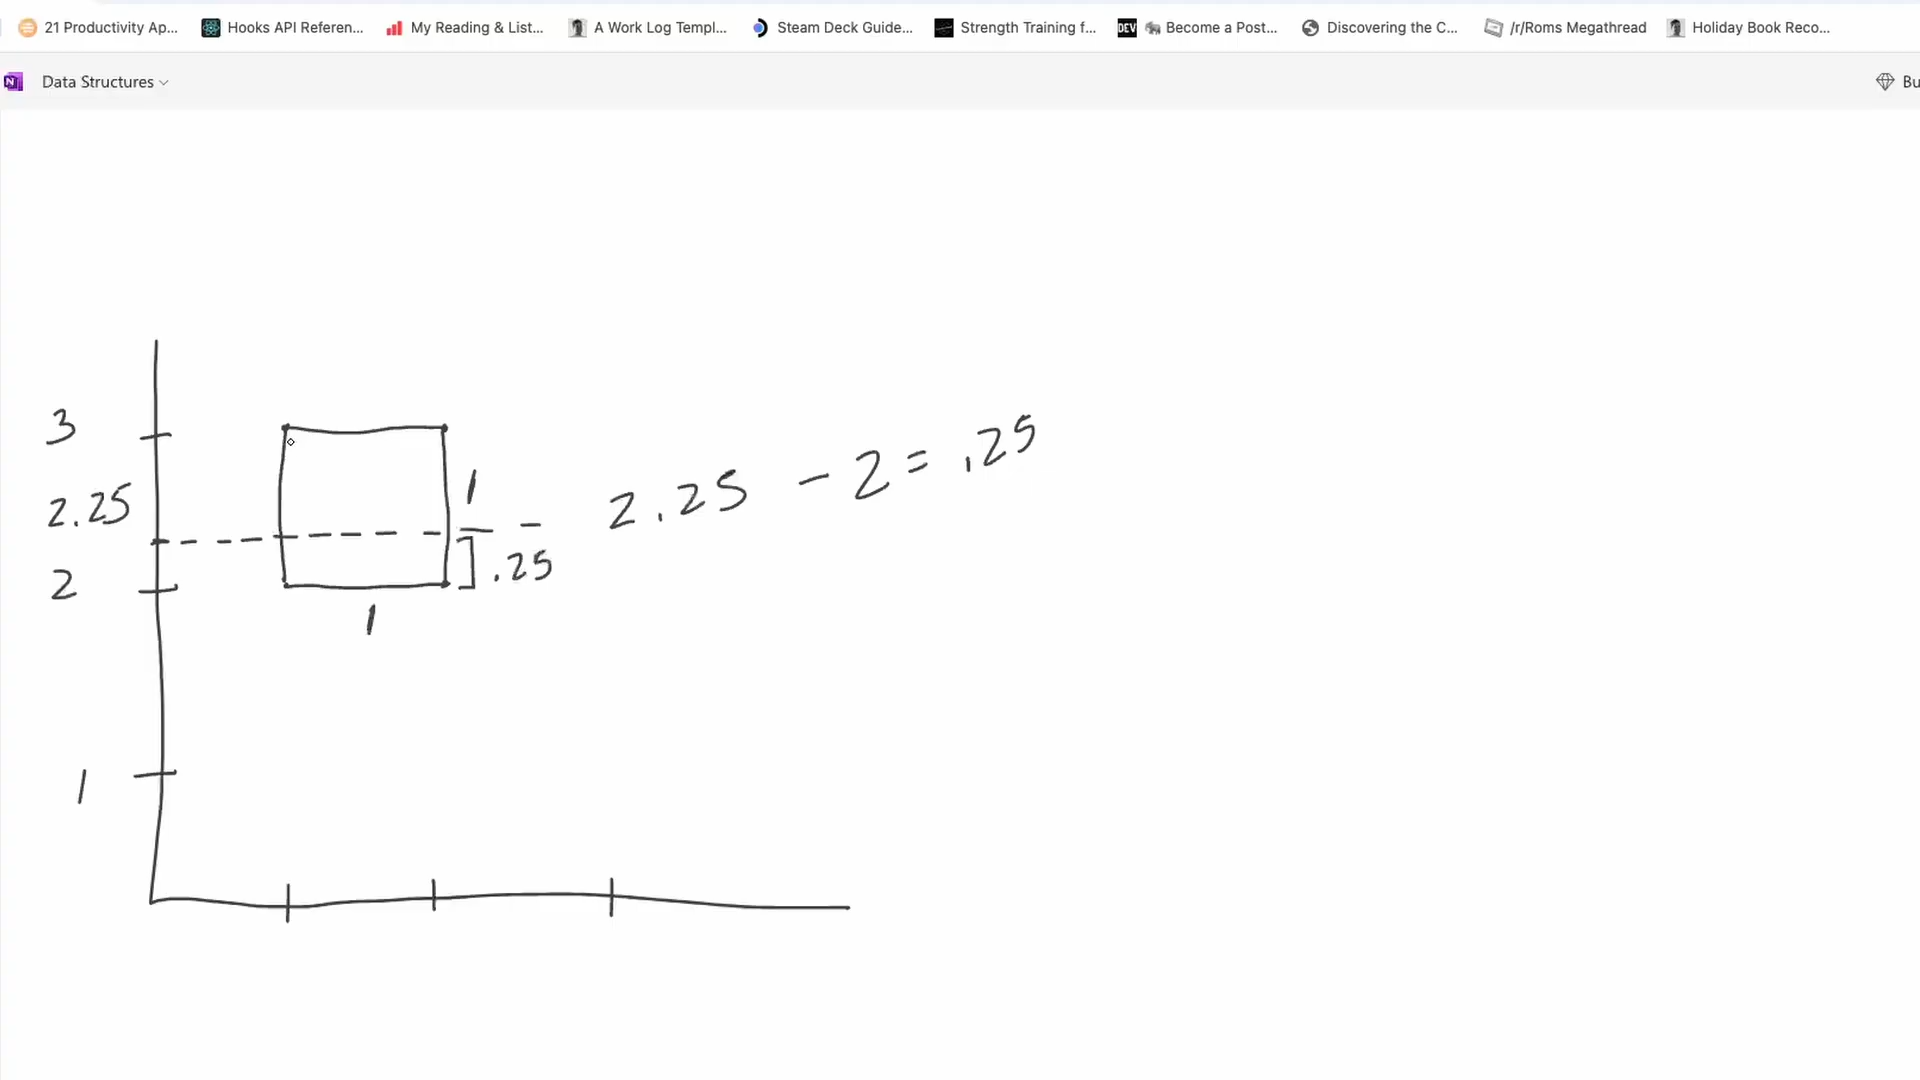 21 Productivity Ap...
Hooks API Referen...
My Reading & List...
A Work Log Templ...
Steam Deck Guide...
Strength Training f...
DEV
Become a Post...
Discovering the C...
/r/Roms Megathread
Holiday Book Reco...
N
Data Structures
Bu
3
2.25
2
1
1
.25
1
2.25 - 2 = .25